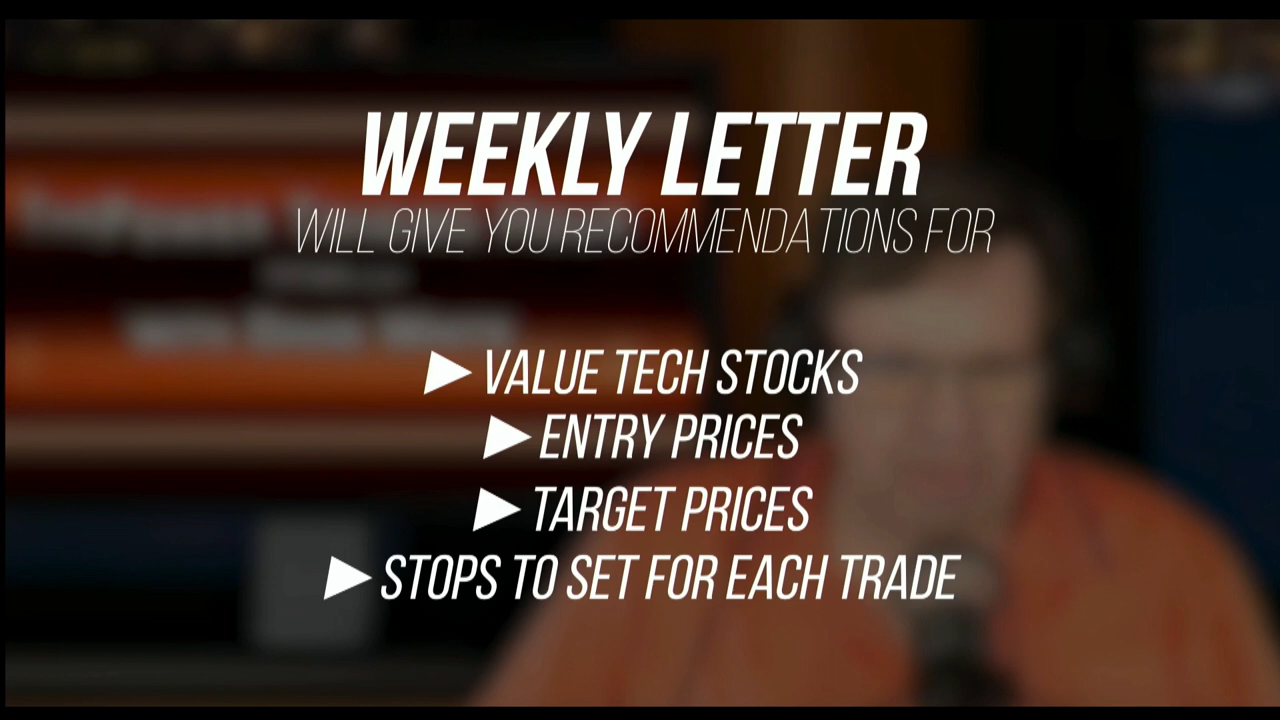 WEEKLY LETTER
WILL GIVE YOU RECOMMENDATIONS FOR
▶ VALUE TECH STOCKS
▶ ENTRY PRICES
▶ TARGET PRICES
▶ STOPS TO SET FOR EACH TRADE